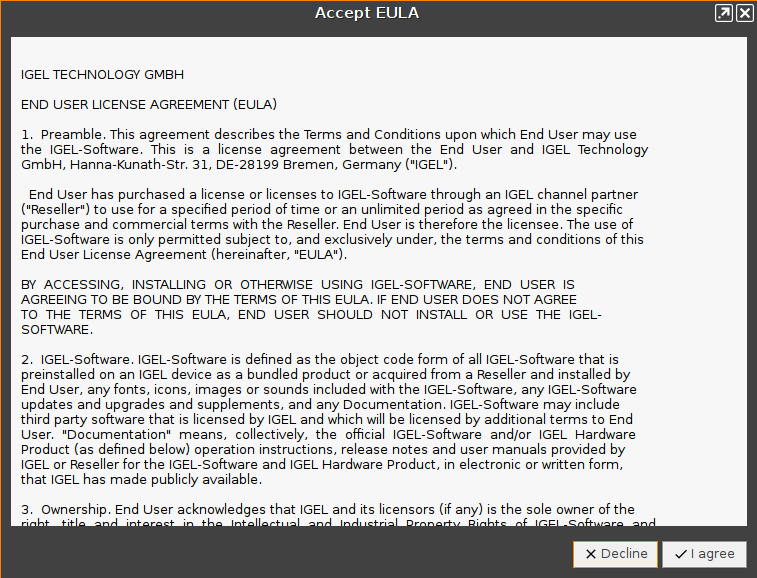 Accept EULA
IGEL TECHNOLOGY GMBH
END USER LICENSE AGREEMENT (EULA)
1. Preamble. This agreement describes the Terms and Conditions upon which End User may use
the IGEL-Software. This is a license agreement between the End User and IGEL Technology
GmbH, Hanna-Kunath-Str. 31, DE-28199 Bremen, Germany ("IGEL").
End User has purchased a license or licenses to IGEL-Software through an IGEL channel partner
("Reseller") to use for a specified period of time or an unlimited period as agreed in the specific
purchase and commercial terms with the Reseller. End User is therefore the licensee. The use of
IGEL-Software is only permitted subject to, and exclusively under, the terms and conditions of this
End User License Agreement (hereinafter, "EULA").
BY ACCESSING, INSTALLING OR OTHERWISE USING IGEL-SOFTWARE, END USER IS
AGREEING TO BE BOUND BY THE TERMS OF THIS EULA. IF END USER DOES NOT AGREE
TO THE TERMS OF THIS EULA, END USER SHOULD NOT INSTALL OR USE THE IGEL-
SOFTWARE.
2. IGEL-Software. IGEL-Software is defined as the object code form of all IGEL-Software that is
preinstalled on an IGEL device as a bundled product or acquired from a Reseller and installed by
End User, any fonts, icons, images or sounds included with the IGEL-Software, any IGEL-Software
updates and upgrades and supplements, and any Documentation. IGEL-Software may include
third party software that is licensed by IGEL and which will be licensed by additional terms to End
User. "Documentation" means, collectively, the official IGEL-Software and/or IGEL Hardware
Product (as defined below) operation instructions, release notes and user manuals provided by
IGEL or Reseller for the IGEL-Software and IGEL Hardware Product, in electronic or written form,
that IGEL has made publicly available.
3. Ownership. End User acknowledges that IGEL and its licensors (if any) is the sole owner of the
right, title and interest in the Intellectual and Industrial Property Rights of IGEL-Software and
Decline
I agree